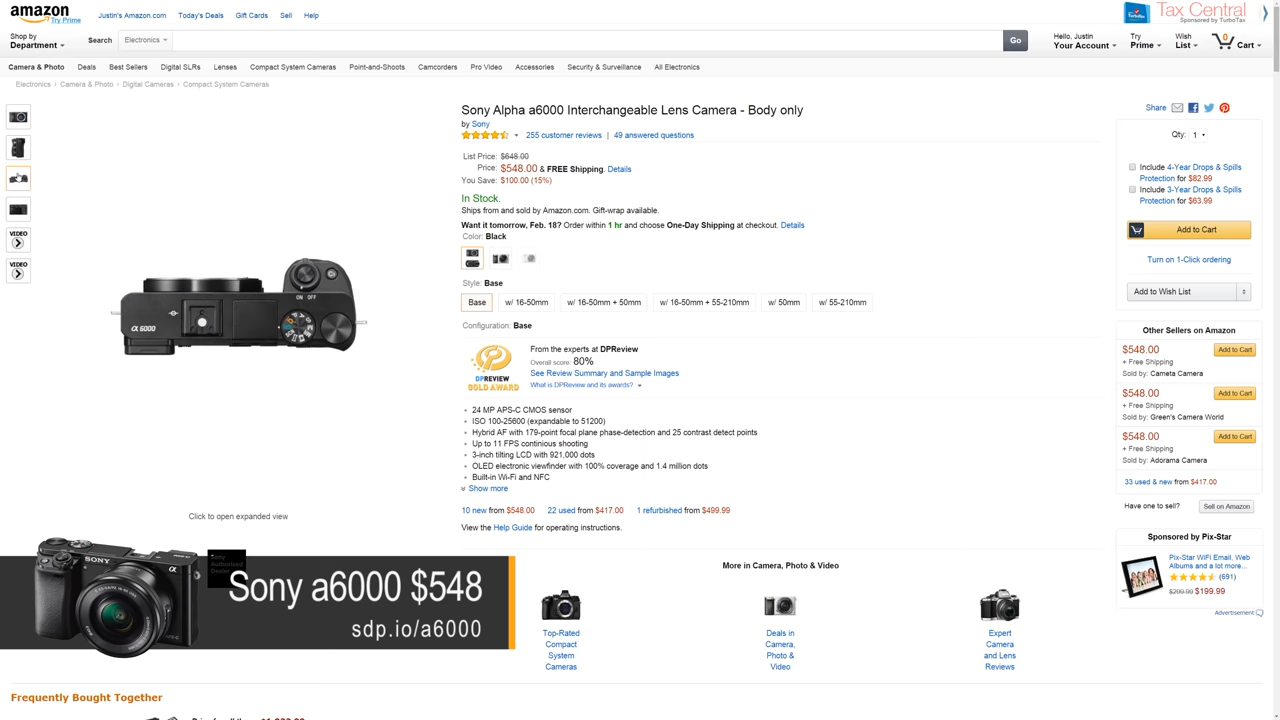 amazon
Try Prime
Justin's Amazon.com Today's Deals Gift Cards Sell Help
TurboTax
Tax Central
Sponsored by TurboTax
Shop by
Department
Search Electronics Go
Hello, Justin
Your Account
Try
Prime
Wish
List
0
Cart
Camera & Photo Deals Best Sellers Digital SLRs Lenses Compact System Cameras Point-and-Shoots Camcorders Pro Video Accessories Security & Surveillance All Electronics
Electronics › Camera & Photo › Digital Cameras › Compact System Cameras
VIDEO
VIDEO
α 6000
ON OFF
Click to open expanded view
Sony Alpha a6000 Interchangeable Lens Camera - Body only
by Sony
255 customer reviews | 49 answered questions
List Price: $648.00
Price: $548.00 & FREE Shipping. Details
You Save: $100.00 (15%)
In Stock.
Ships from and sold by Amazon.com. Gift-wrap available.
Want it tomorrow, Feb. 18? Order within 1 hr and choose One-Day Shipping at checkout. Details
Color: Black
Style: Base
Base w/ 16-50mm w/ 16-50mm + 50mm w/ 16-50mm + 55-210mm w/ 50mm w/ 55-210mm
Configuration: Base
DPREVIEW
GOLD AWARD
From the experts at DPReview
Overall score: 80%
See Review Summary and Sample Images
What is DPReview and its awards?
24 MP APS-C CMOS sensor
ISO 100-25600 (expandable to 51200)
Hybrid AF with 179-point focal plane phase-detection and 25 contrast detect points
Up to 11 FPS continious shooting
3-inch tilting LCD with 921,000 dots
OLED electronic viewfinder with 100% coverage and 1.4 million dots
Built-in Wi-Fi and NFC
Show more
10 new from $548.00 22 used from $417.00 1 refurbished from $499.99
View the Help Guide for operating instructions.
Share
Qty: 1
Include 4-Year Drops & Spills
Protection for $82.99
Include 3-Year Drops & Spills
Protection for $63.99
Add to Cart
Turn on 1-Click ordering
Add to Wish List
Other Sellers on Amazon
$548.00 Add to Cart
+ Free Shipping
Sold by: Cameta Camera
$548.00 Add to Cart
+ Free Shipping
Sold by: Green's Camera World
$548.00 Add to Cart
+ Free Shipping
Sold by: Adorama Camera
33 used & new from $417.00
Have one to sell? Sell on Amazon
Sponsored by Pix-Star
Pix-Star WiFi Email, Web
Albums and a lot more...
(691)
$299.99 $199.99
Advertisement
SONY
α
Sony
Authorised
Dealer
Sony a6000 $548
sdp.io/a6000
More in Camera, Photo & Video
Top-Rated
Compact
System
Cameras
Deals in
Camera,
Photo &
Video
Expert
Camera
and Lens
Reviews
Frequently Bought Together